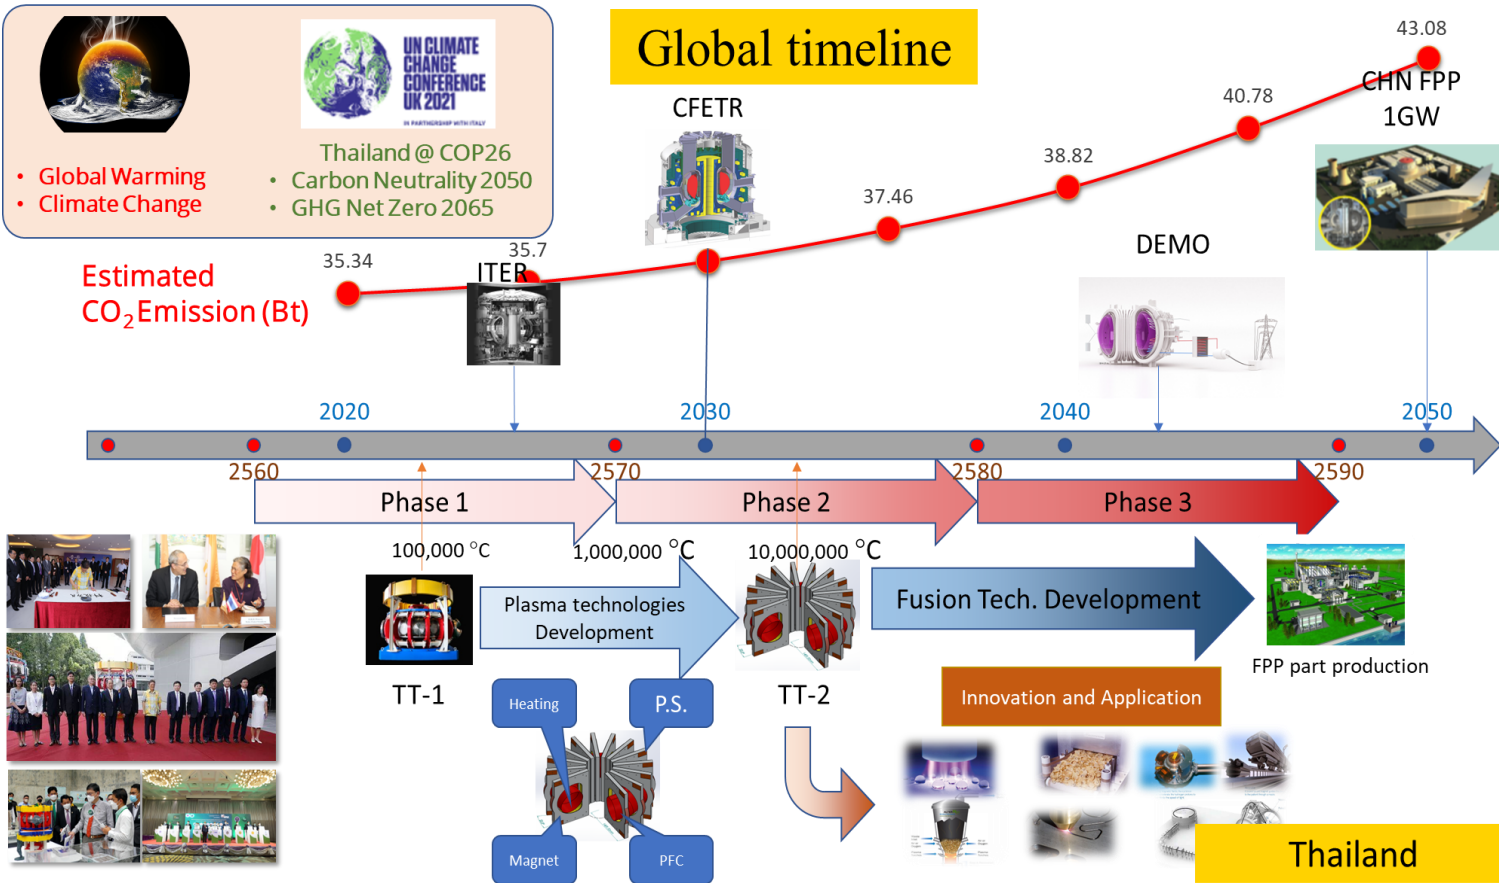 Global timeline
UN CLIMATE
CHANGE
CONFERENCE
UK 2021
IN PARTNERSHIP WITH ITALY
• Global Warming
• Climate Change
Thailand @ COP26
• Carbon Neutrality 2050
• GHG Net Zero 2065
Estimated
CO₂ Emission (Bt)
35.34
35.7
37.46
38.82
40.78
43.08
ITER
CFETR
DEMO
CHN FPP
1GW
2020
2030
2040
2050
2560
2570
2580
2590
Phase 1
Phase 2
Phase 3
100,000 °C
1,000,000 °C
10,000,000 °C
Plasma technologies
Development
Fusion Tech. Development
TT-1
TT-2
FPP part production
Heating
P.S.
Magnet
PFC
Innovation and Application
Thailand